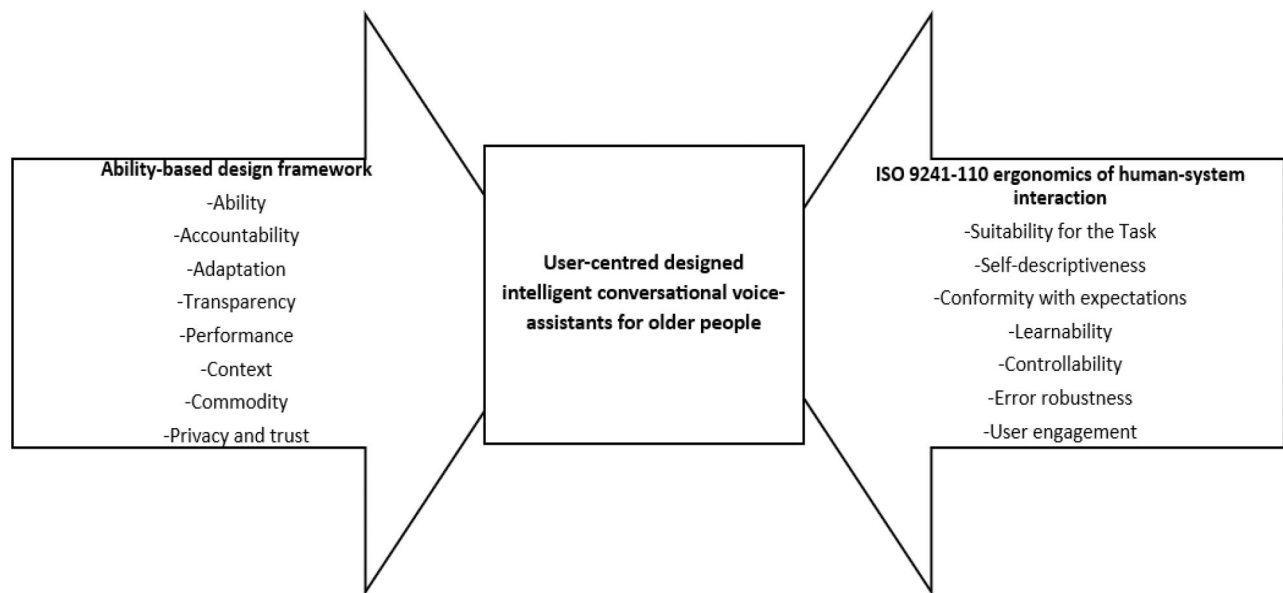 Ability-based design framework
-Ability
-Accountability
-Adaptation
-Transparency
-Performance
-Context
-Commodity
-Privacy and trust
User-centred designed
intelligent conversational voice-
assistants for older people
ISO 9241-110 ergonomics of human-system
interaction
-Suitability for the Task
-Self-descriptiveness
-Conformity with expectations
-Learnability
-Controllability
-Error robustness
-User engagement